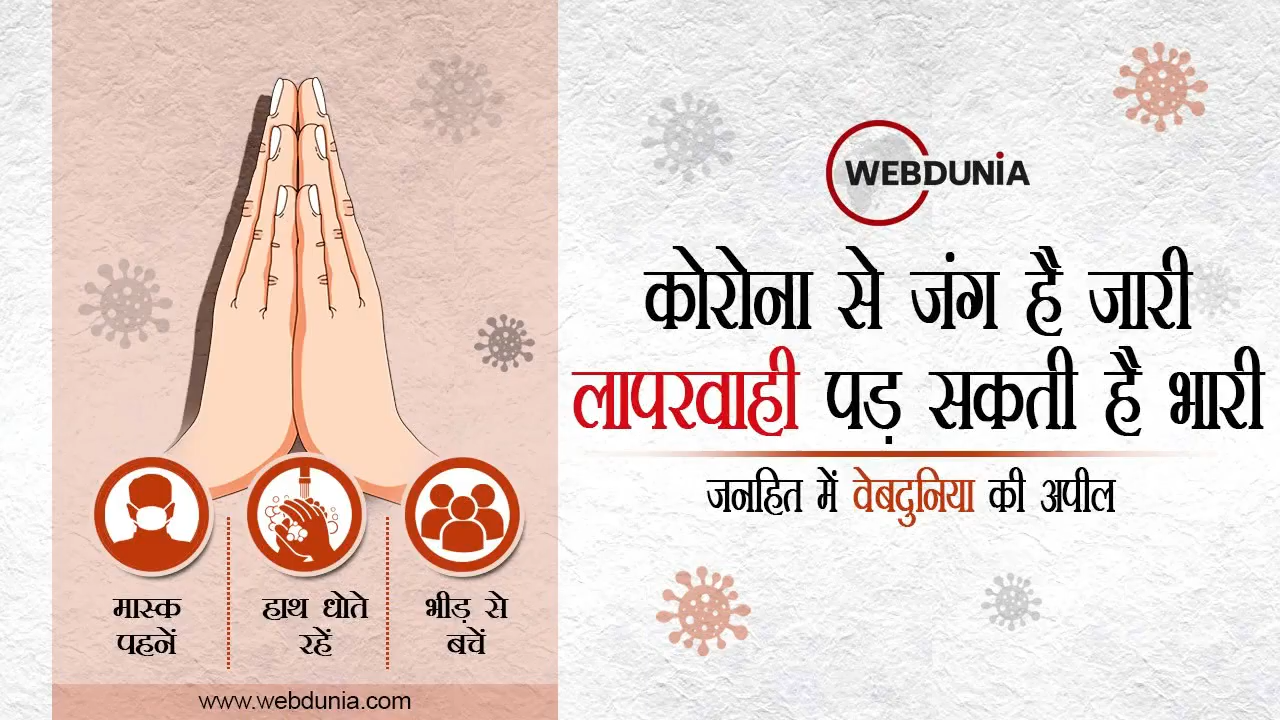 WEBDUNIA
कोरोना से जंग है जारी
लापरवाही पड़ सकती है भारी
जनहित में वेबदुनिया की अपील
मास्क
पहनें
हाथ धोते
रहें
भीड़ से
बचें
www.webdunia.com